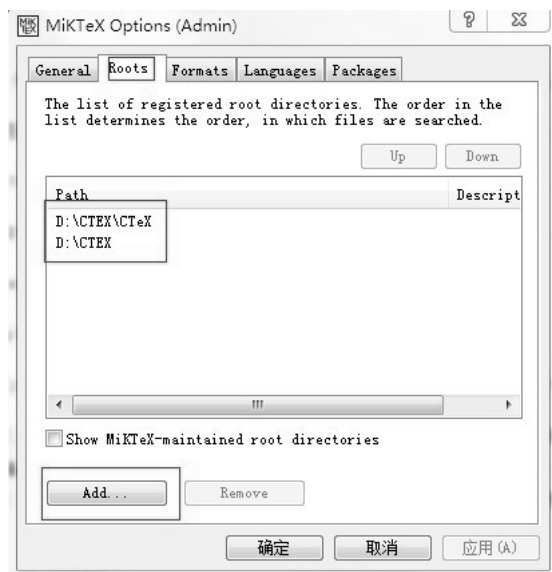 MiKTeX Options (Admin)
General Roots Formats Languages Packages
The list of registered root directories. The order in the
list determines the order, in which files are searched.
Up Down
Path Descript
D:\CTEX\CTeX
D:\CTEX
Show MiKTeX-maintained root directories
Add... Remove
确定 取消 应用(A)